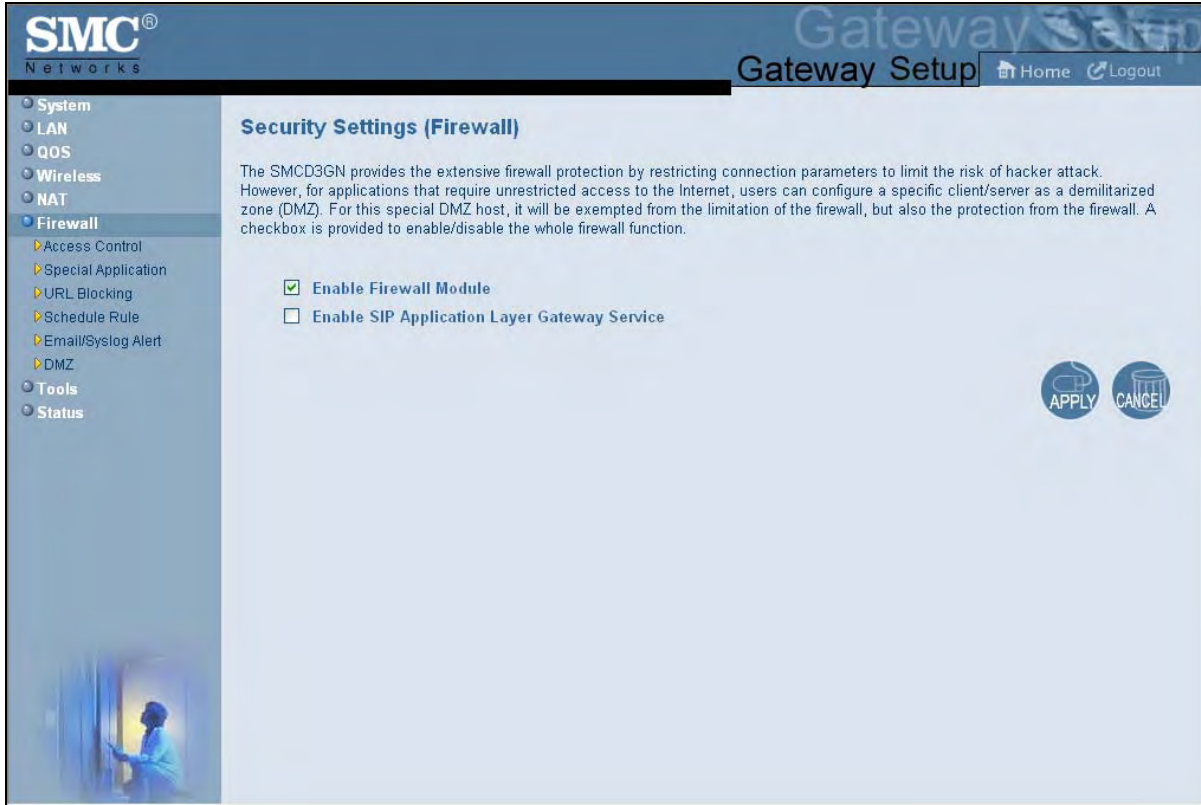 SMC®
Networks
Gateway Setup
Gateway Setup
Home
Logout
System
LAN
QOS
Wireless
NAT
Firewall
Access Control
Special Application
URL Blocking
Schedule Rule
Email/Syslog Alert
DMZ
Tools
Status
Security Settings (Firewall)
The SMCD3GN provides the extensive firewall protection by restricting connection parameters to limit the risk of hacker attack.
However, for applications that require unrestricted access to the Internet, users can configure a specific client/server as a demilitarized
zone (DMZ). For this special DMZ host, it will be exempted from the limitation of the firewall, but also the protection from the firewall. A
checkbox is provided to enable/disable the whole firewall function.
Enable Firewall Module
Enable SIP Application Layer Gateway Service
APPLY
CANCEL